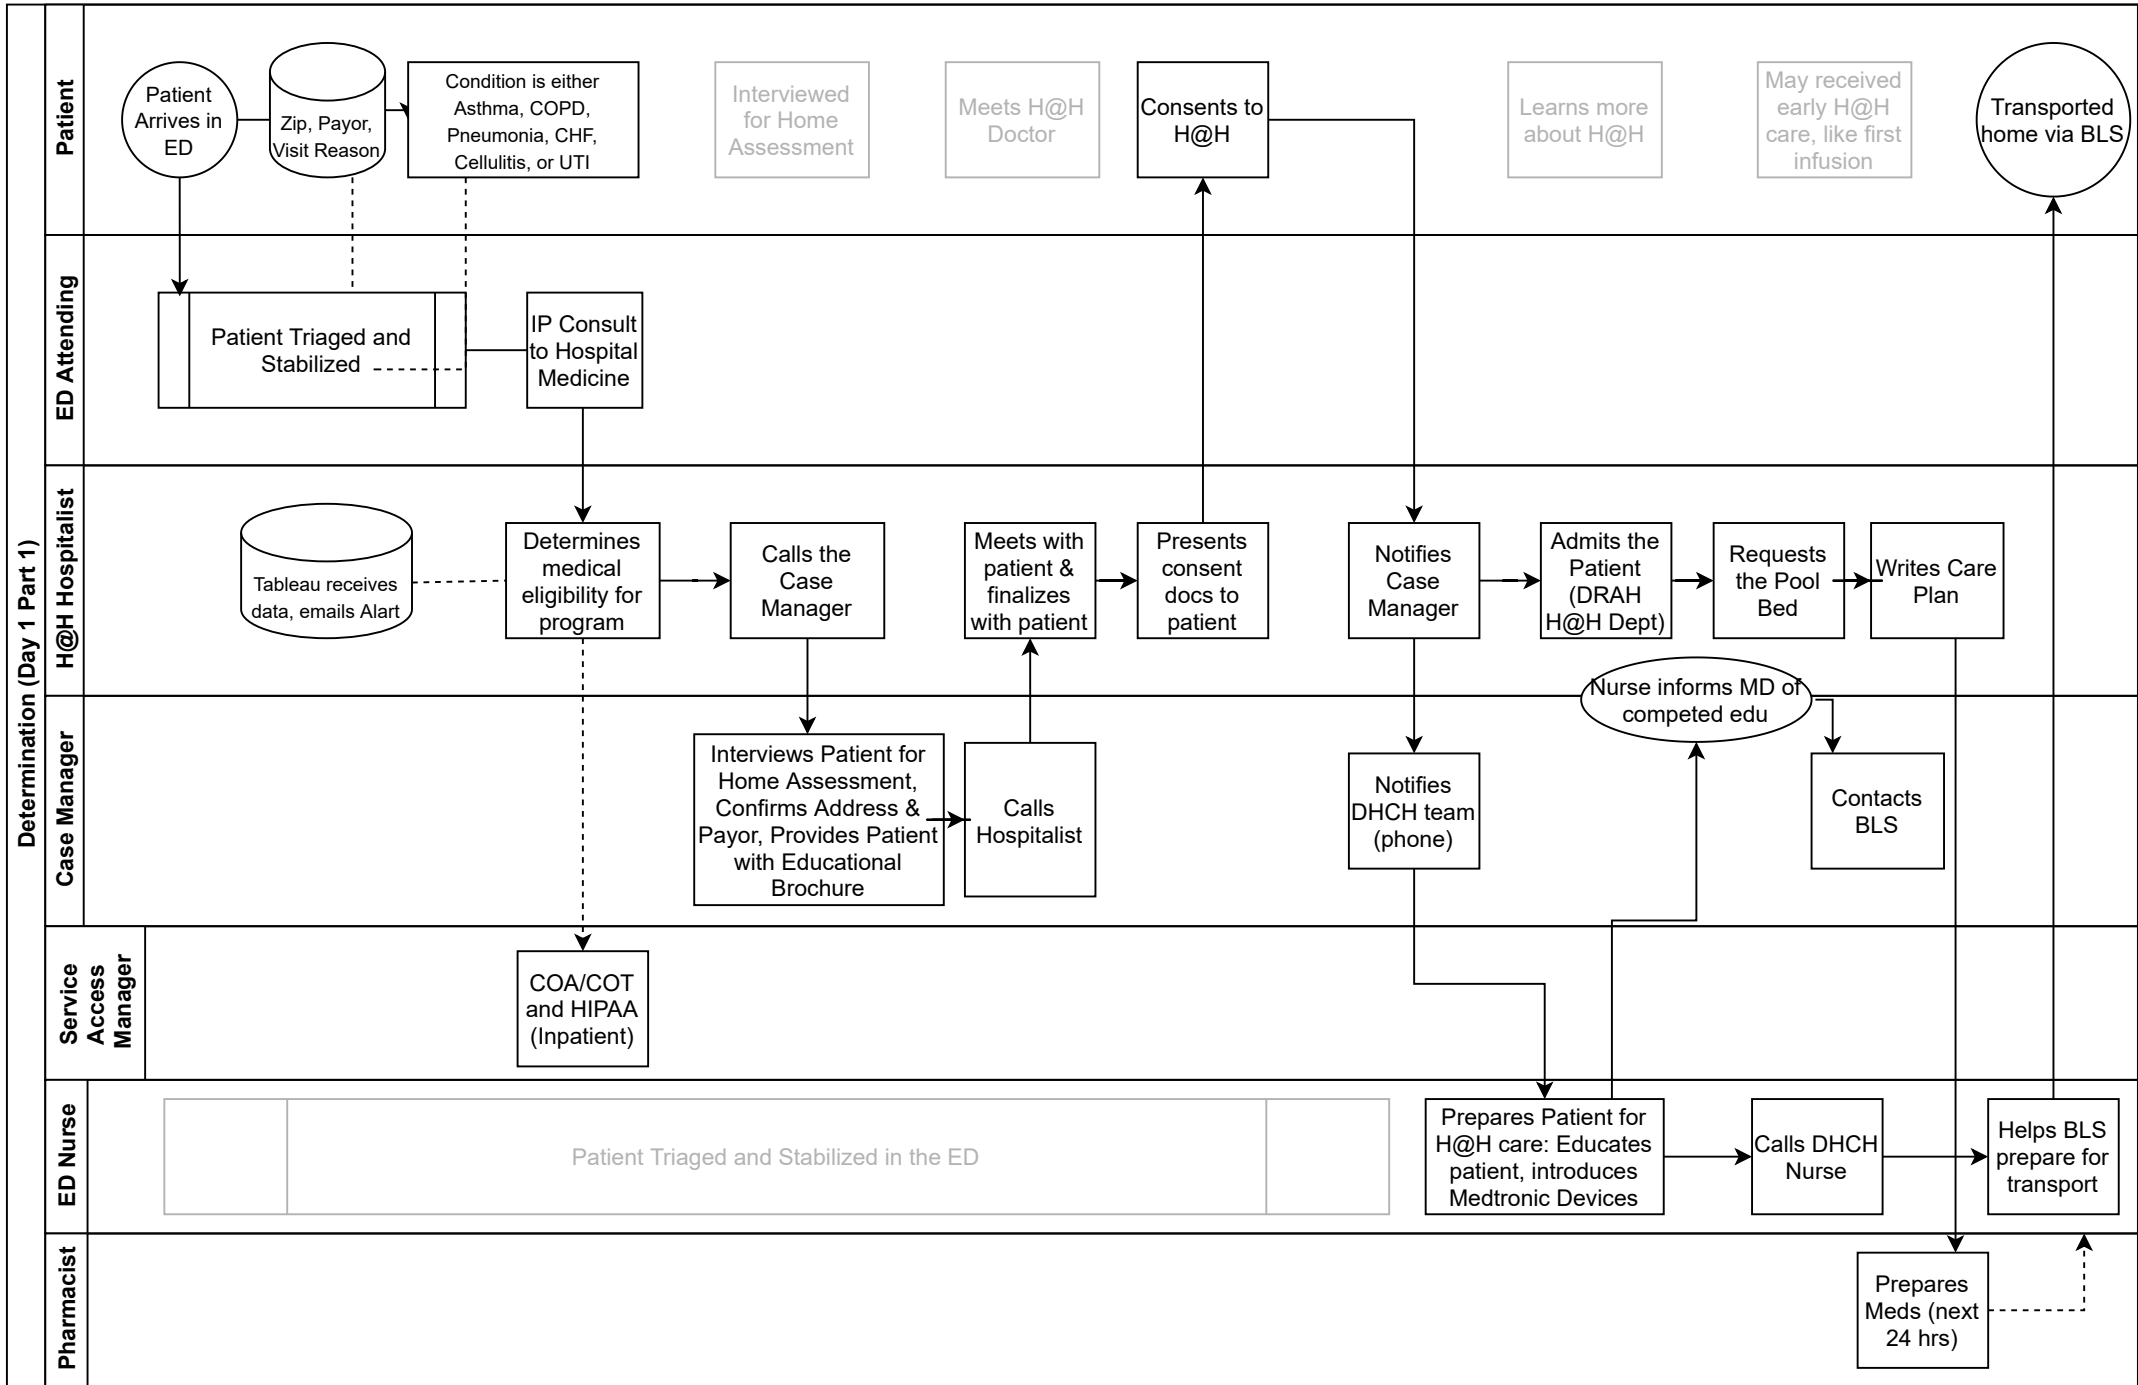 Determination (Day 1 Part 1)
Patient
Patient
Arrives in
ED
Zip, Payor,
Visit Reason
Condition is either
Asthma, COPD,
Pneumonia, CHF,
Cellulitis, or UTI
Interviewed
for Home
Assessment
Meets H@H
Doctor
Consents to
H@H
Learns more
about H@H
May received
early H@H
care, like first
infusion
Transported
home via BLS
ED Attending
Patient Triaged and
Stabilized
IP Consult
to Hospital
Medicine
H@H Hospitalist
Tableau receives
data, emails Alart
Determines
medical
eligibility for
program
Calls the
Case
Manager
Meets with
patient &
finalizes
with patient
Presents
consent
docs to
patient
Notifies
Case
Manager
Admits the
Patient
(DRAH
H@H Dept)
Requests
the Pool
Bed
Writes Care
Plan
Nurse informs MD of
competed edu
Case Manager
Interviews Patient for
Home Assessment,
Confirms Address &
Payor, Provides Patient
with Educational
Brochure
Calls
Hospitalist
Notifies
DHCH team
(phone)
Contacts
BLS
Service
Access
Manager
COA/COT
and HIPAA
(Inpatient)
ED Nurse
Patient Triaged and Stabilized in the ED
Prepares Patient for
H@H care: Educates
patient, introduces
Medtronic Devices
Calls DHCH
Nurse
Helps BLS
prepare for
transport
Pharmacist
Prepares
Meds (next
24 hrs)